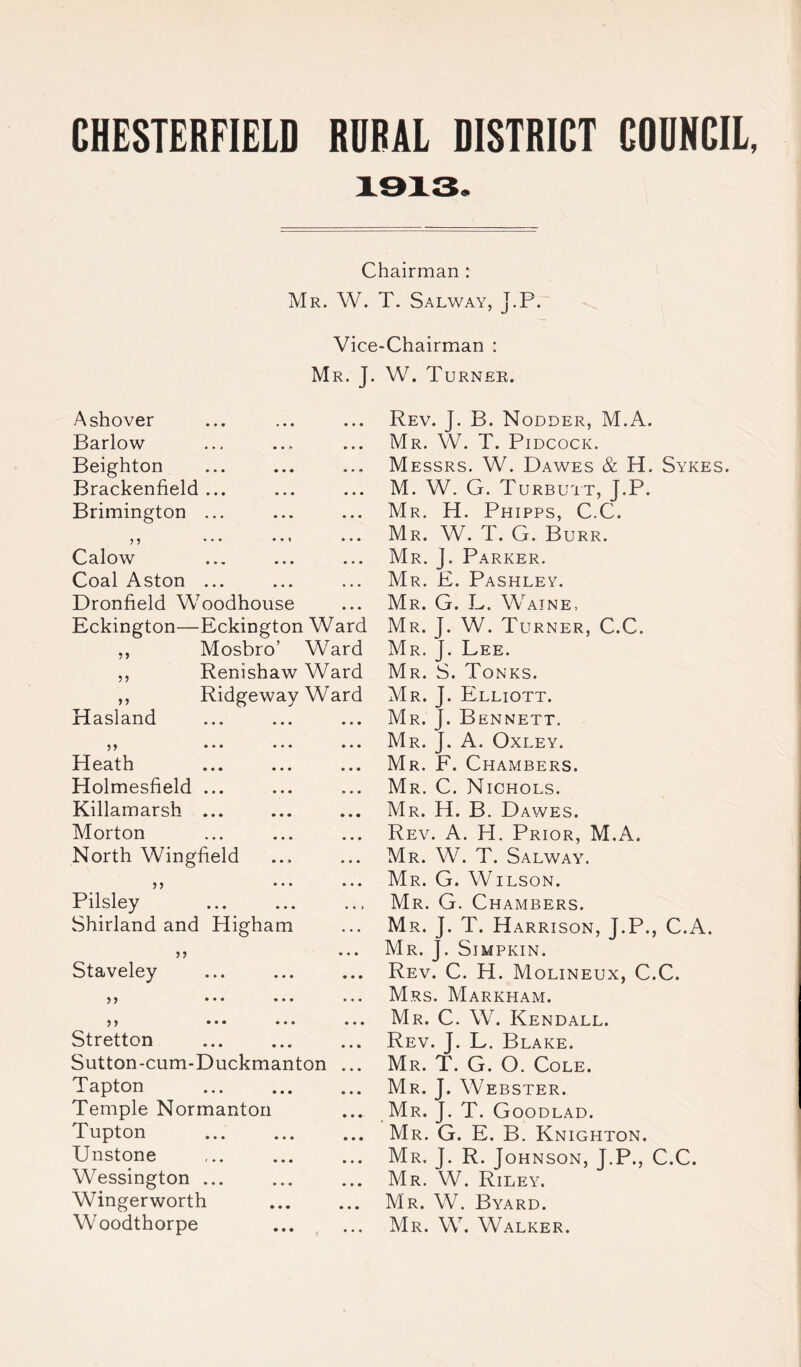 CHESTERFIELD RURAL DISTRICT COUNCIL,
1913.
Chairman :
Mr. W. T. Salway, J.P.
Vice-Chairman :
Mr. J. W. Turner.
Ashover ... ... ... Rev. J. B. Nodder, M.A.
Barlow ... ... ... Mr. W. T. Pidcock.
Beighton ... ... ... Messrs. W. Dawes & H. Sykes.
Brackenfield ... ... ... M. W. G. Turbutt, J.P.
Brimington ... ... ... Mr. H. Phipps, C.C.
,, ... ... ... Mr. W. T. G. Burr.
Calow ... ... ... Mr. J. Parker.
Coal Aston ... ... ... Mr. E. Pashley.
Dronfield Woodhouse ... Mr. G. L. Waine,
Eckington—Eckington Ward Mr. J. W. Turner, C.C.
,, Mosbro' Ward Mr. J. Lee.
,, Renishaw Ward Mr. S. Tonks.
,, Ridgeway Ward Mr. J. Elliott.
Hasland ... ... ... Mr. J. Bennett.
,, ... ... ... Mr. J. A. Oxley.
Heath ... ... ... Mr. F. Chambers.
Holmesfield ... ... ... Mr. C. Nichols.
Killamarsh ... ... ... Mr. H. B. Dawes.
Morton ... ... ... Rev. A. H. Prior, M.A.
North Wingfield ... ... Mr. W. T. Salway.
,, ... ... Mr. G. Wilson.
Pilsley ... ... ... Mr. G. Chambers.
Shirland and Higham ... Mr. J. T. Harrison, J.P., C.A.
,, ... Mr. J. Simpkin.
Staveley ... ... ... Rev. C. H. Molineux, C.C.
,, ... ... ... Mrs. Markham.
,, ... ... ... Mr. C. W. Kendall.
Stretton ... ... ... Rev. J. L. Blake.
Sutton-cum-Duckmanton ... Mr. T. G. O. Cole.
Tapton ... ... ... Mr. J. Webster.
Temple Normanton ... Mr. J. T. Goodlad.
Tupton ... ... ... Mr. G. E. B. Knighton.
Unstone ... ... ... Mr. J. R. Johnson, J.P., C.C.
Wessington ... ... ... Mr. W. Riley.
Wingerworth ... ... Mr. W. Byard.
Woodthorpe ... ... Mr. W. Walker.